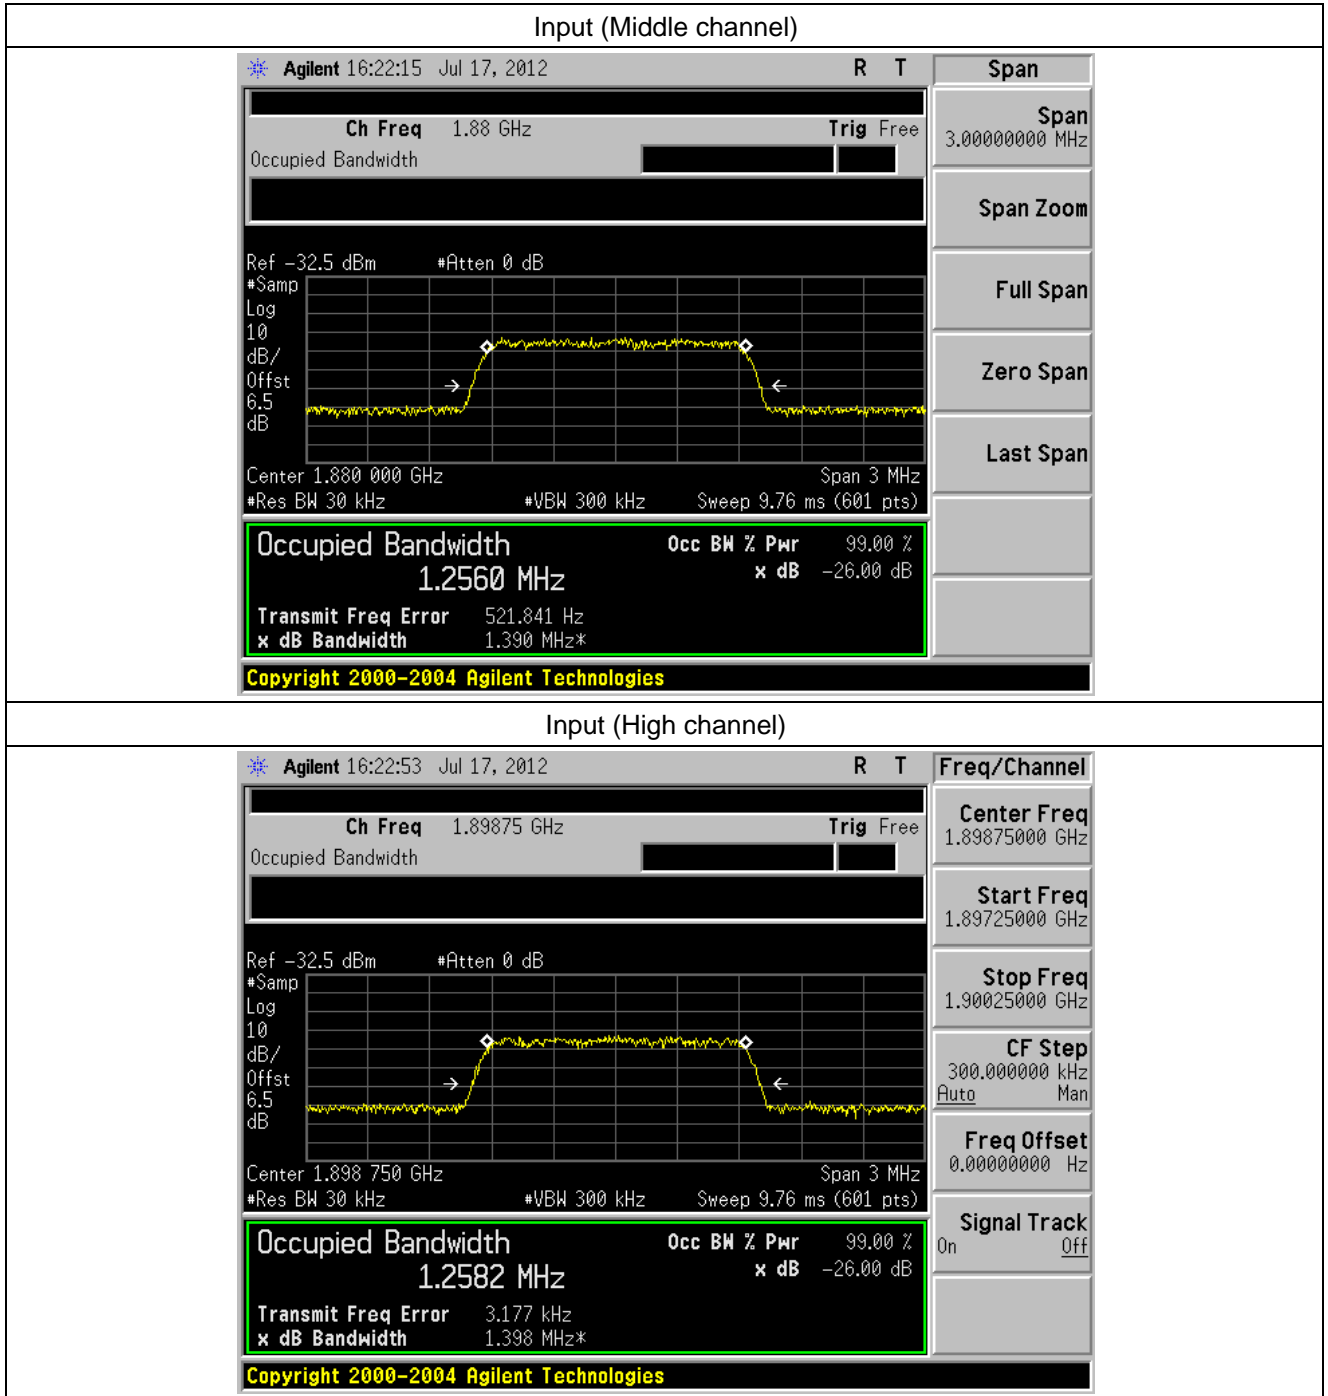 Input (Middle channel)
Agilent 16:22:15 Jul 17, 2012 R T
Ch Freq 1.88 GHz Trig Free
Occupied Bandwidth
Ref -32.5 dBm #Atten 0 dB
#Samp
Log
10
dB/
Offst
6.5
dB
Center 1.880 000 GHz Span 3 MHz
#Res BW 30 kHz #VBW 300 kHz Sweep 9.76 ms (601 pts)
Occupied Bandwidth Occ BW % Pwr 99.00 %
1.2560 MHz x dB -26.00 dB
Transmit Freq Error 521.841 Hz
x dB Bandwidth 1.390 MHz*
Copyright 2000-2004 Agilent Technologies
Span
Span
3.00000000 MHz
Span Zoom
Full Span
Zero Span
Last Span
Input (High channel)
Agilent 16:22:53 Jul 17, 2012 R T
Ch Freq 1.89875 GHz Trig Free
Occupied Bandwidth
Ref -32.5 dBm #Atten 0 dB
#Samp
Log
10
dB/
Offst
6.5
dB
Center 1.898 750 GHz Span 3 MHz
#Res BW 30 kHz #VBW 300 kHz Sweep 9.76 ms (601 pts)
Occupied Bandwidth Occ BW % Pwr 99.00 %
1.2582 MHz x dB -26.00 dB
Transmit Freq Error 3.177 kHz
x dB Bandwidth 1.398 MHz*
Copyright 2000-2004 Agilent Technologies
Freq/Channel
Center Freq
1.89875000 GHz
Start Freq
1.89725000 GHz
Stop Freq
1.90025000 GHz
CF Step
300.000000 kHz
Auto Man
Freq Offset
0.00000000 Hz
Signal Track
On Off